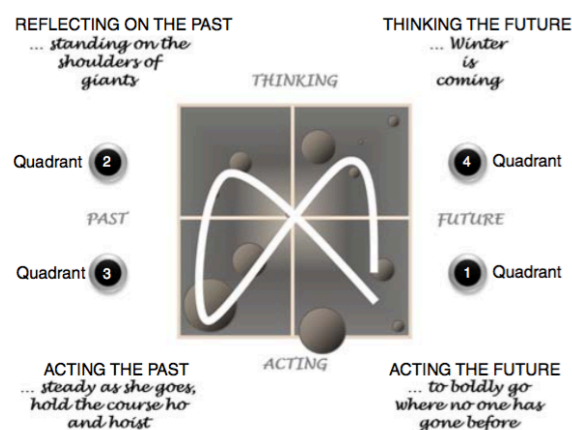 REFLECTING ON THE PAST
... standing on the
shoulders of
giants
THINKING THE FUTURE
... Winter
is
coming
THINKING
Quadrant 2
4 Quadrant
PAST
FUTURE
Quadrant 3
1 Quadrant
ACTING
ACTING THE PAST
... steady as she goes,
hold the course ho
and hoist
ACTING THE FUTURE
... to boldly go
where no one has
gone before